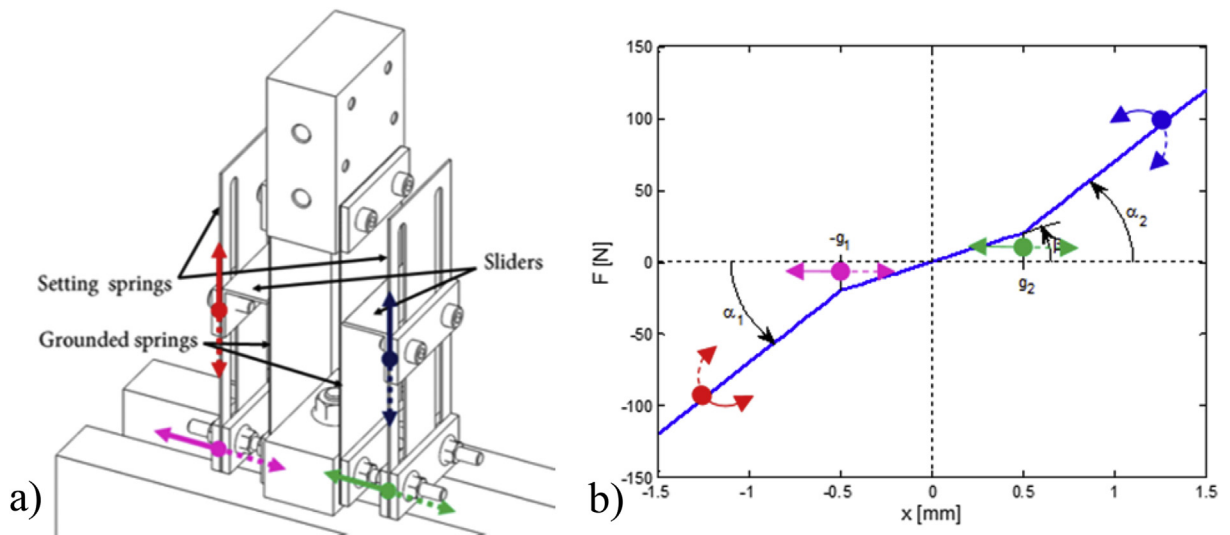 Setting springs
Sliders
Grounded springs
a)
150
100
50
0
-50
-100
-150
F [N]
-g1
g2
α1
α2
β
-1.5
-1
-0.5
0
0.5
1
1.5
x [mm]
b)